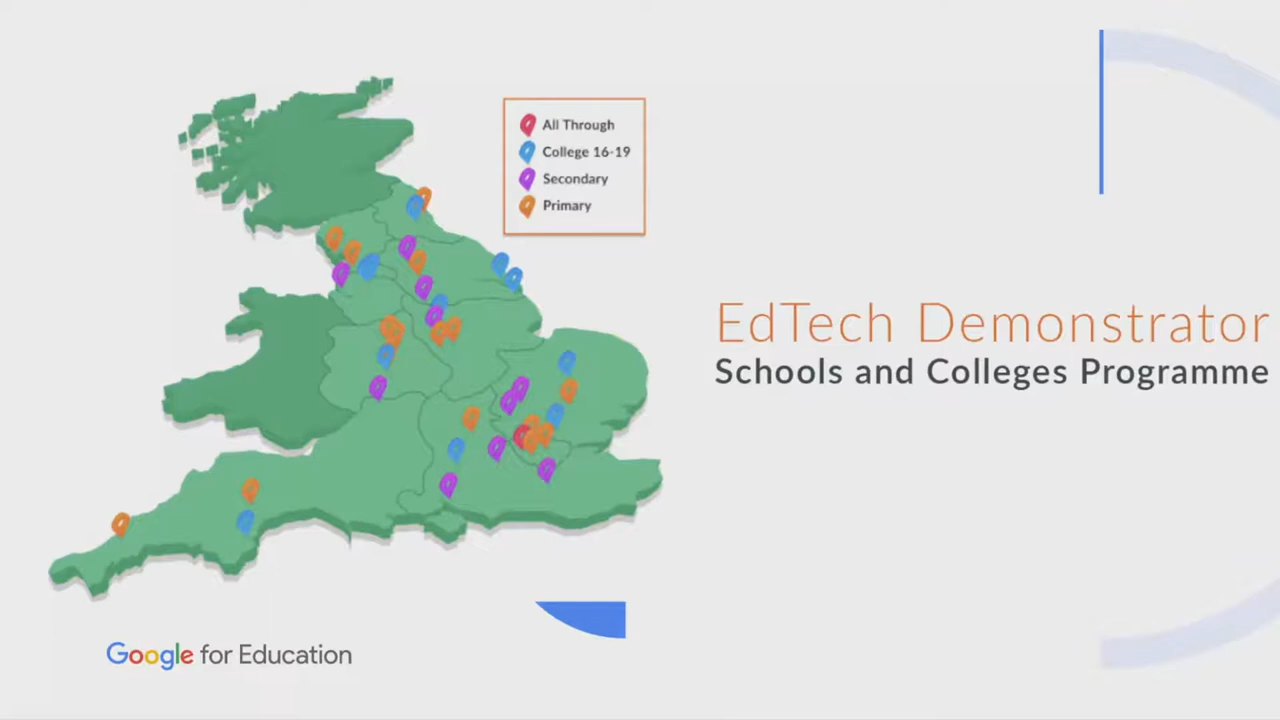 All Through
College 16-19
Secondary
Primary
EdTech Demonstrator
Schools and Colleges Programme
Google for Education